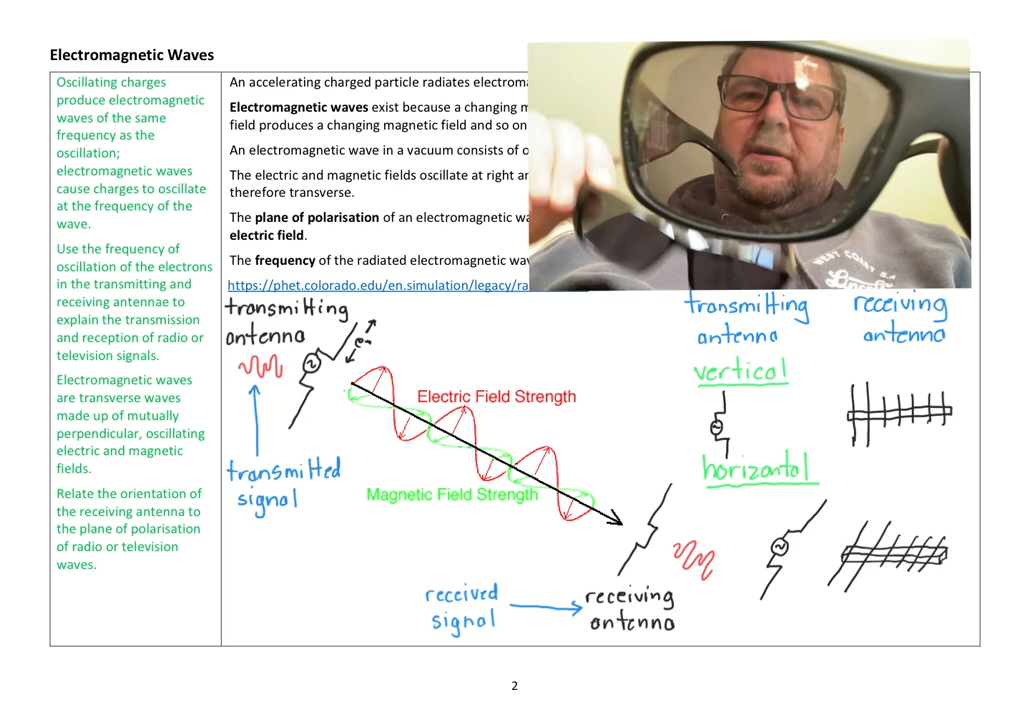 Electromagnetic Waves
Oscillating charges
produce electromagnetic
waves of the same
frequency as the
oscillation;
electromagnetic waves
cause charges to oscillate
at the frequency of the
wave.
Use the frequency of
oscillation of the electrons
in the transmitting and
receiving antennae to
explain the transmission
and reception of radio or
television signals.
Electromagnetic waves
are transverse waves
made up of mutually
perpendicular, oscillating
electric and magnetic
fields.
Relate the orientation of
the receiving antenna to
the plane of polarisation
of radio or television
waves.
An accelerating charged particle radiates electrom
Electromagnetic waves exist because a changing m
field produces a changing magnetic field and so on
An electromagnetic wave in a vacuum consists of o
The electric and magnetic fields oscillate at right an
therefore transverse.
The plane of polarisation of an electromagnetic wa
electric field.
The frequency of the radiated electromagnetic wav
https://phet.colorado.edu/en.simulation/legacy/ra
WEST COAST
transmitting
antenna
e-
transmitted
signal
Electric Field Strength
Magnetic Field Strength
received
signal
receiving
antenna
transmitting
antenna
receiving
antenna
vertical
horizontal
2